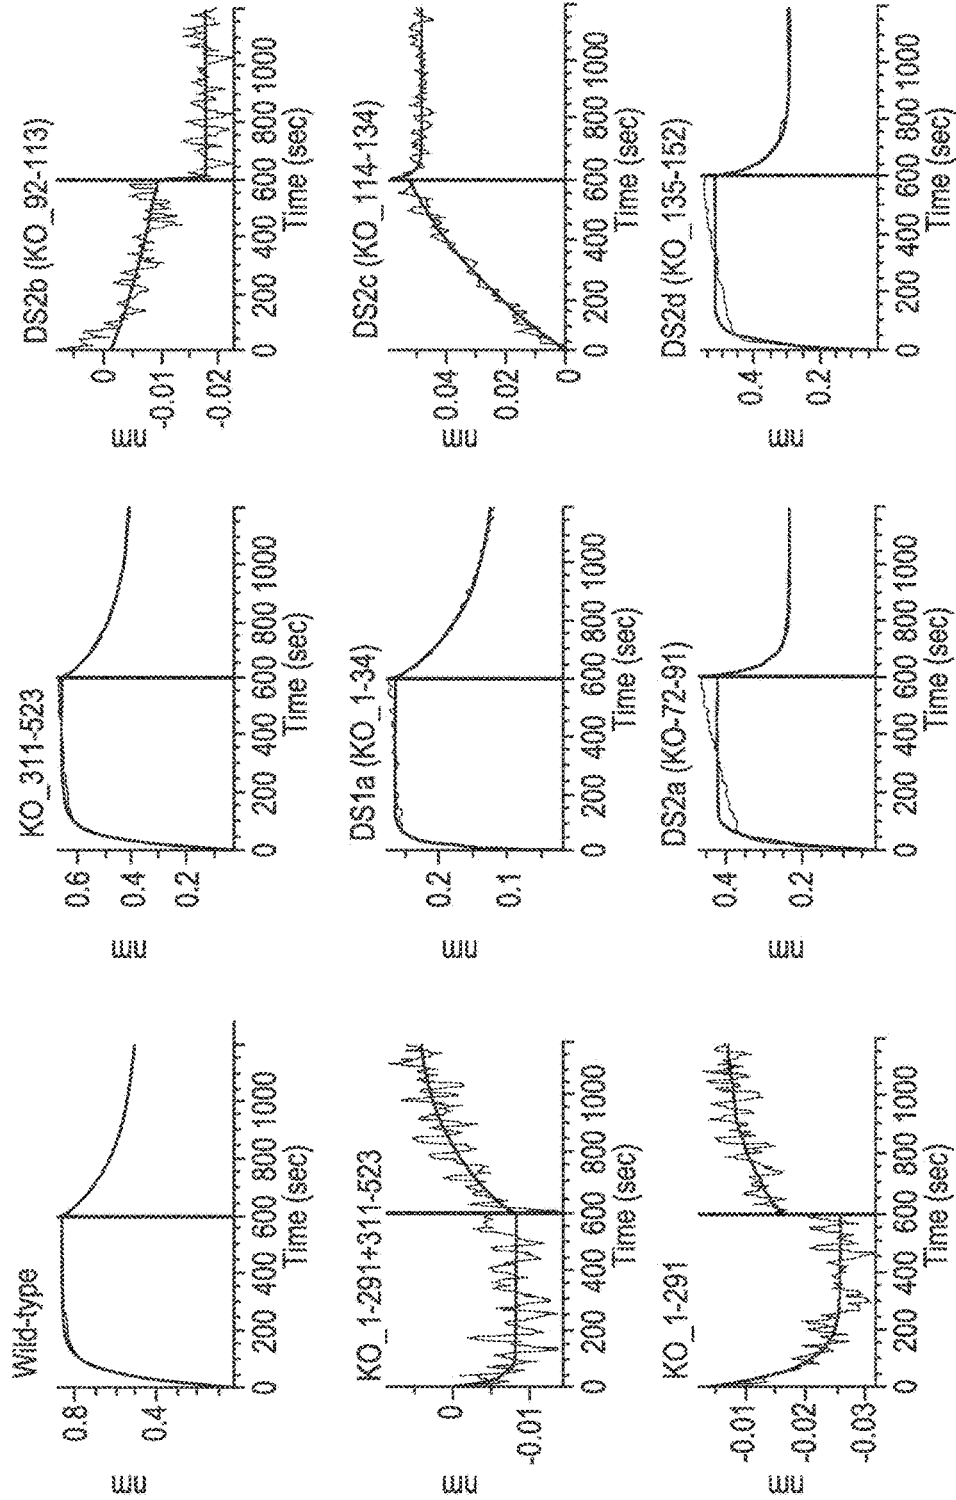 Wild-type
nm
0.8
0.4
0 200 400 600 800 1000
Time (sec)
KO_311-523
nm
0.6
0.4
0.2
0 200 400 600 800 1000
Time (sec)
DS2b (KO_92-113)
nm
0
-0.01
-0.02
0 200 400 600 800 1000
Time (sec)
KO_1-291+311-523
nm
0
-0.01
0 200 400 600 800 1000
Time (sec)
DS1a (KO_1-34)
nm
0.2
0.1
0 200 400 600 800 1000
Time (sec)
DS2c (KO_114-134)
nm
0.04
0.02
0
0 200 400 600 800 1000
Time (sec)
KO_1-291
nm
-0.01
-0.02
-0.03
0 200 400 600 800 1000
Time (sec)
DS2a (KO-72-91)
nm
0.4
0.2
0 200 400 600 800 1000
Time (sec)
DS2d (KO_135-152)
nm
0.4
0.2
0 200 400 600 800 1000
Time (sec)